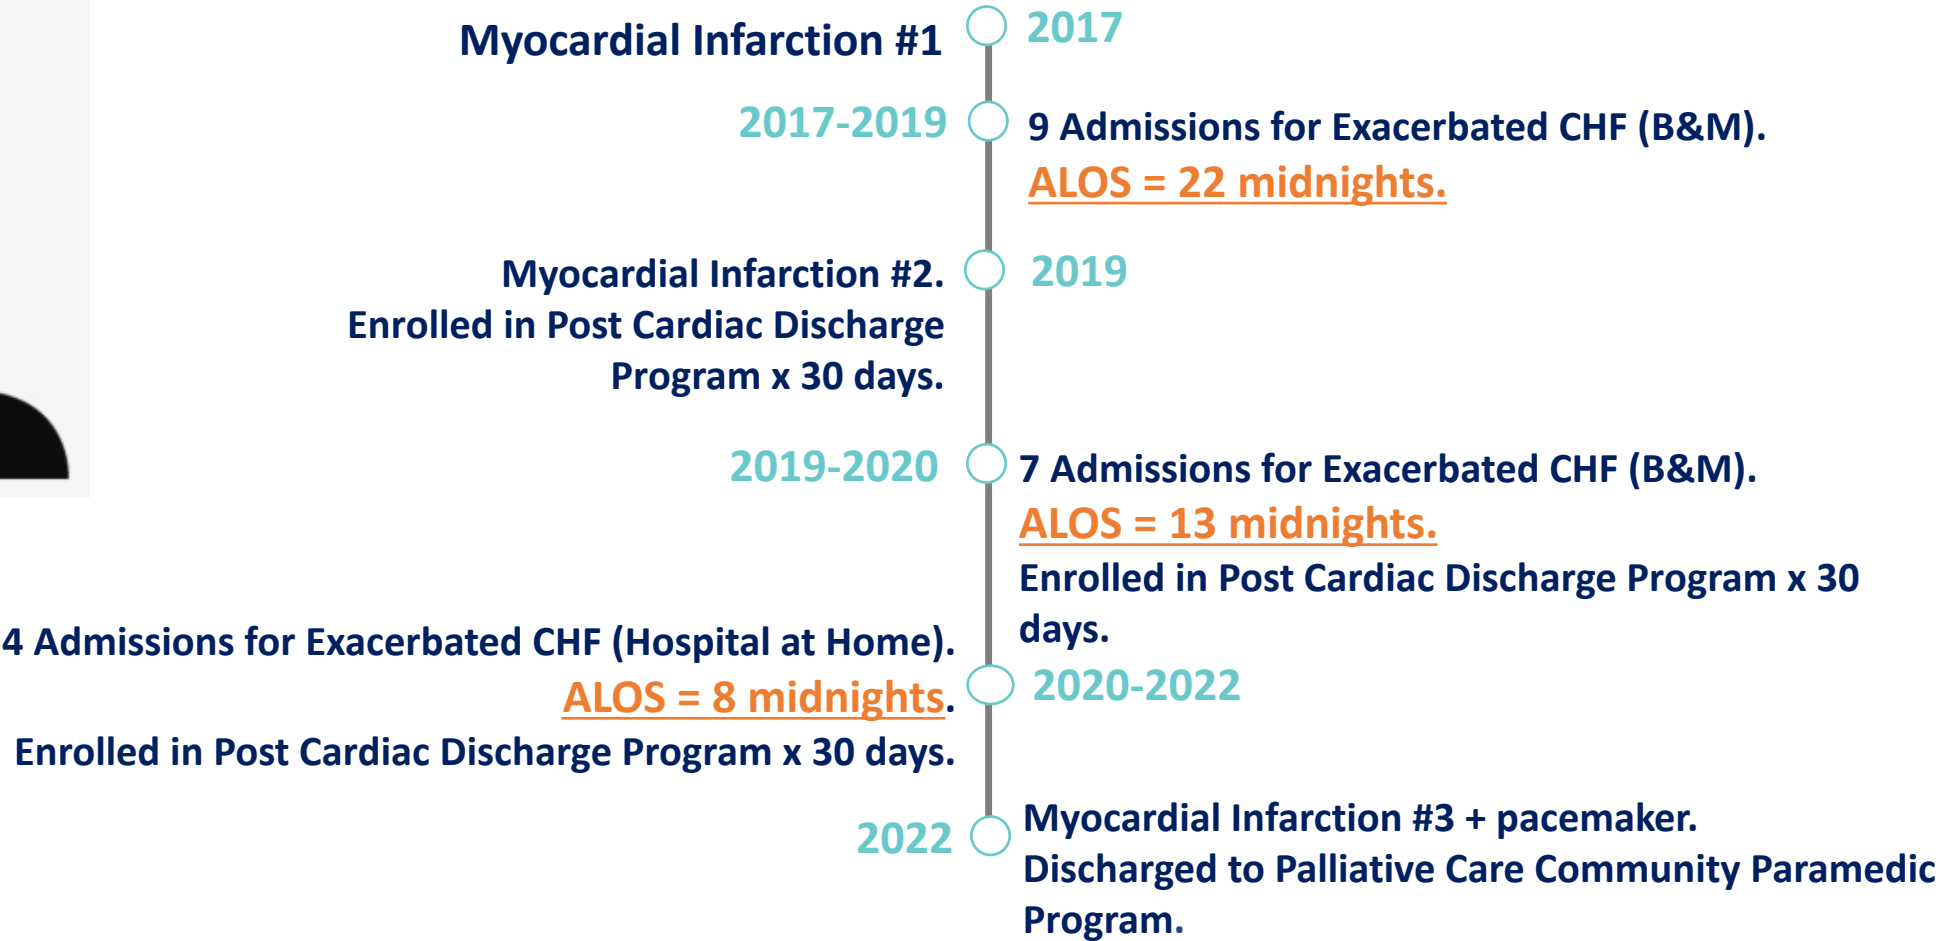 Myocardial Infarction #1
2017
2017-2019
9 Admissions for Exacerbated CHF (B&M).
ALOS = 22 midnights.
Myocardial Infarction #2.
Enrolled in Post Cardiac Discharge
Program x 30 days.
2019
2019-2020
7 Admissions for Exacerbated CHF (B&M).
ALOS = 13 midnights.
Enrolled in Post Cardiac Discharge Program x 30
days.
4 Admissions for Exacerbated CHF (Hospital at Home).
ALOS = 8 midnights.
Enrolled in Post Cardiac Discharge Program x 30 days.
2020-2022
2022
Myocardial Infarction #3 + pacemaker.
Discharged to Palliative Care Community Paramedic
Program.